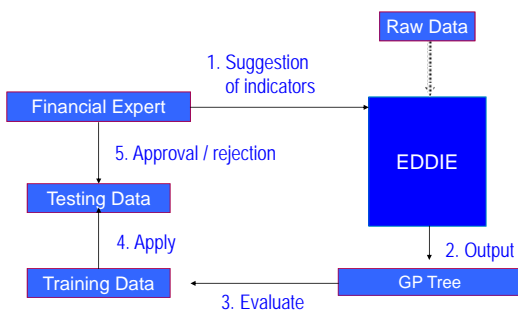 Raw Data
1. Suggestion
of indicators
Financial Expert
EDDIE
5. Approval / rejection
Testing Data
4. Apply
2. Output
Training Data
GP Tree
3. Evaluate